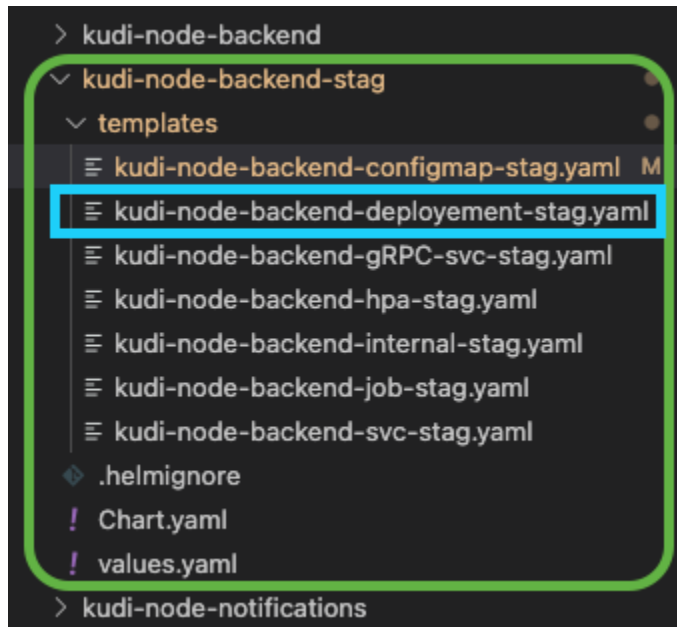 kudi-node-backend
kudi-node-backend-stag
templates
kudi-node-backend-configmap-stag.yaml M
kudi-node-backend-deployement-stag.yaml
kudi-node-backend-gRPC-svc-stag.yaml
kudi-node-backend-hpa-stag.yaml
kudi-node-backend-internal-stag.yaml
kudi-node-backend-job-stag.yaml
kudi-node-backend-svc-stag.yaml
.helmignore
! Chart.yaml
! values.yaml
kudi-node-notifications